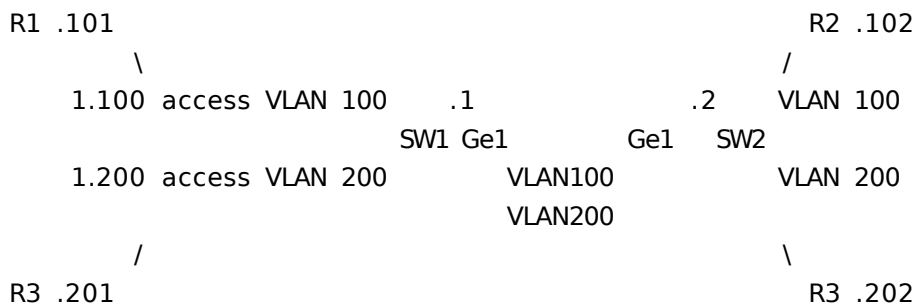 R1 .101 R2 .102
\ /
1.100 access VLAN 100 .1 .2 VLAN 100
SW1 Ge1 Ge1 SW2
1.200 access VLAN 200 VLAN100 VLAN 200
VLAN200
/ \
R3 .201 R3 .202